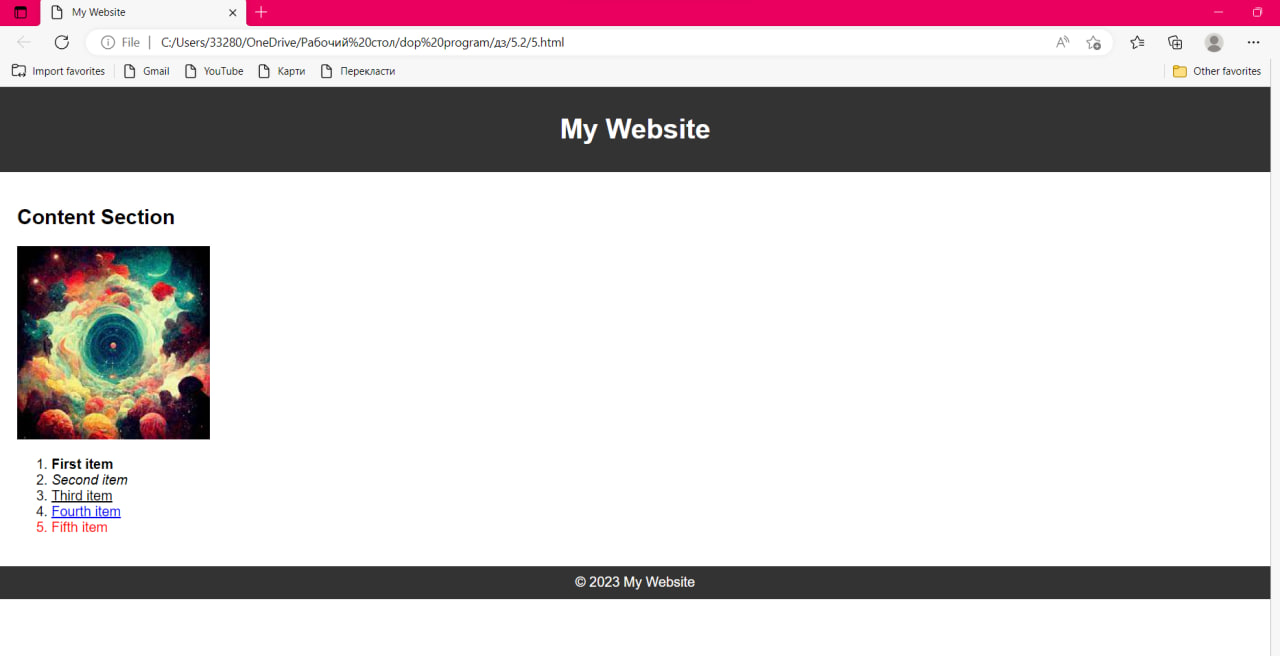 My Website
File C:/Users/33280/OneDrive/Рабочий%20стол/dop%20program/дз/5.2/5.html
Import favorites Gmail YouTube Карти Перекласти Other favorites
My Website
Content Section
1. First item
2. Second item
3. Third item
4. Fourth item
5. Fifth item
© 2023 My Website